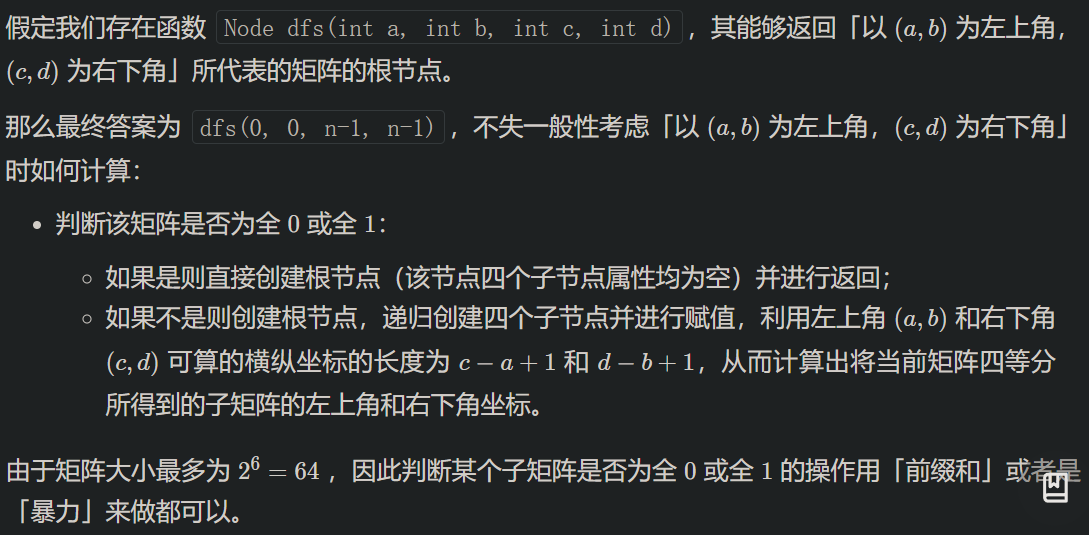 假定我们存在函数 Node dfs(int a, int b, int c, int d) ，其能够返回「以 (a, b) 为左上角，
(c, d) 为右下角」所代表的矩阵的根节点。
那么最终答案为 dfs(0, 0, n-1, n-1) ，不失一般性考虑「以 (a, b) 为左上角，(c, d) 为右下角」
时如何计算：
• 判断该矩阵是否为全 0 或全 1：
◦ 如果是则直接创建根节点（该节点四个子节点属性均为空）并进行返回；
◦ 如果不是则创建根节点，递归创建四个子节点并进行赋值，利用左上角 (a, b) 和右下角
(c, d) 可算的横纵坐标的长度为 c − a + 1 和 d − b + 1，从而计算出将当前矩阵四等分
所得到的子矩阵的左上角和右下角坐标。
由于矩阵大小最多为 2⁶ = 64 ，因此判断某个子矩阵是否为全 0 或全 1 的操作用「前缀和」或者是
「暴力」来做都可以。